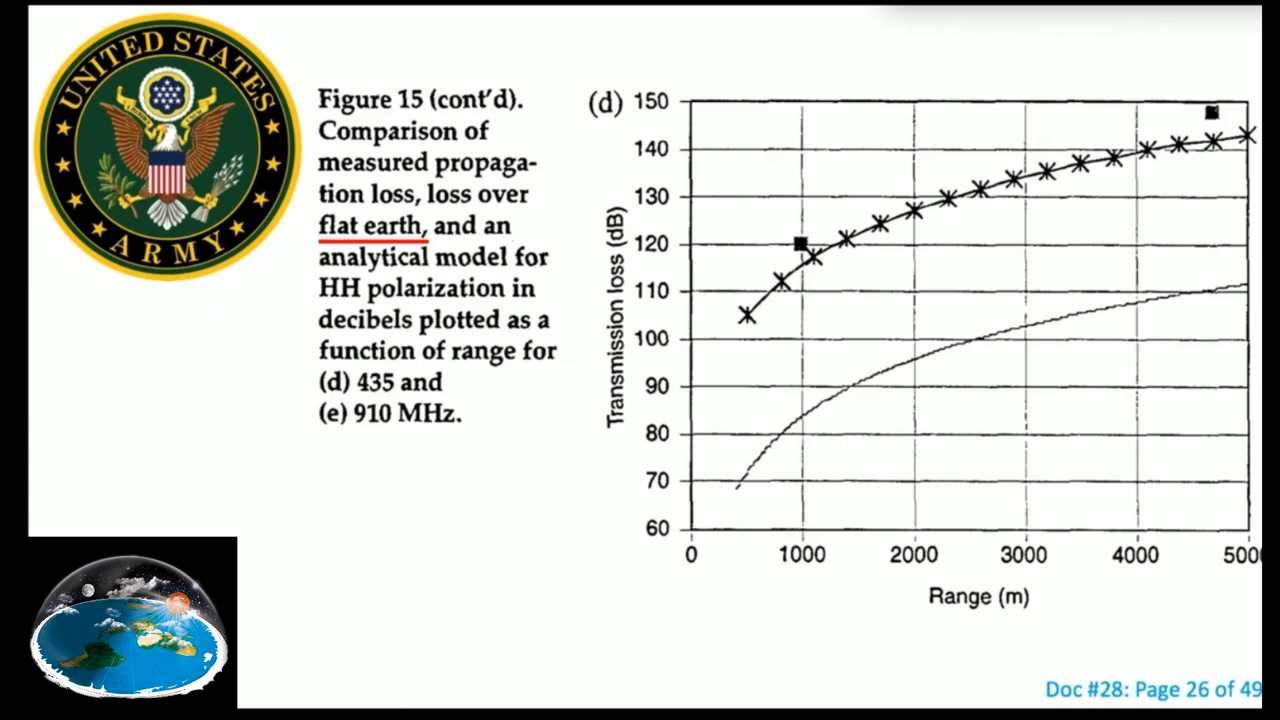 UNITED STATES
ARMY
Figure 15 (cont'd).
Comparison of
measured propaga-
tion loss, loss over
flat earth, and an
analytical model for
HH polarization in
decibels plotted as a
function of range for
(d) 435 and
(e) 910 MHz.
(d)
150
140
130
120
110
100
90
80
70
60
Transmission loss (dB)
0 1000 2000 3000 4000 500
Range (m)
Doc #28: Page 26 of 49